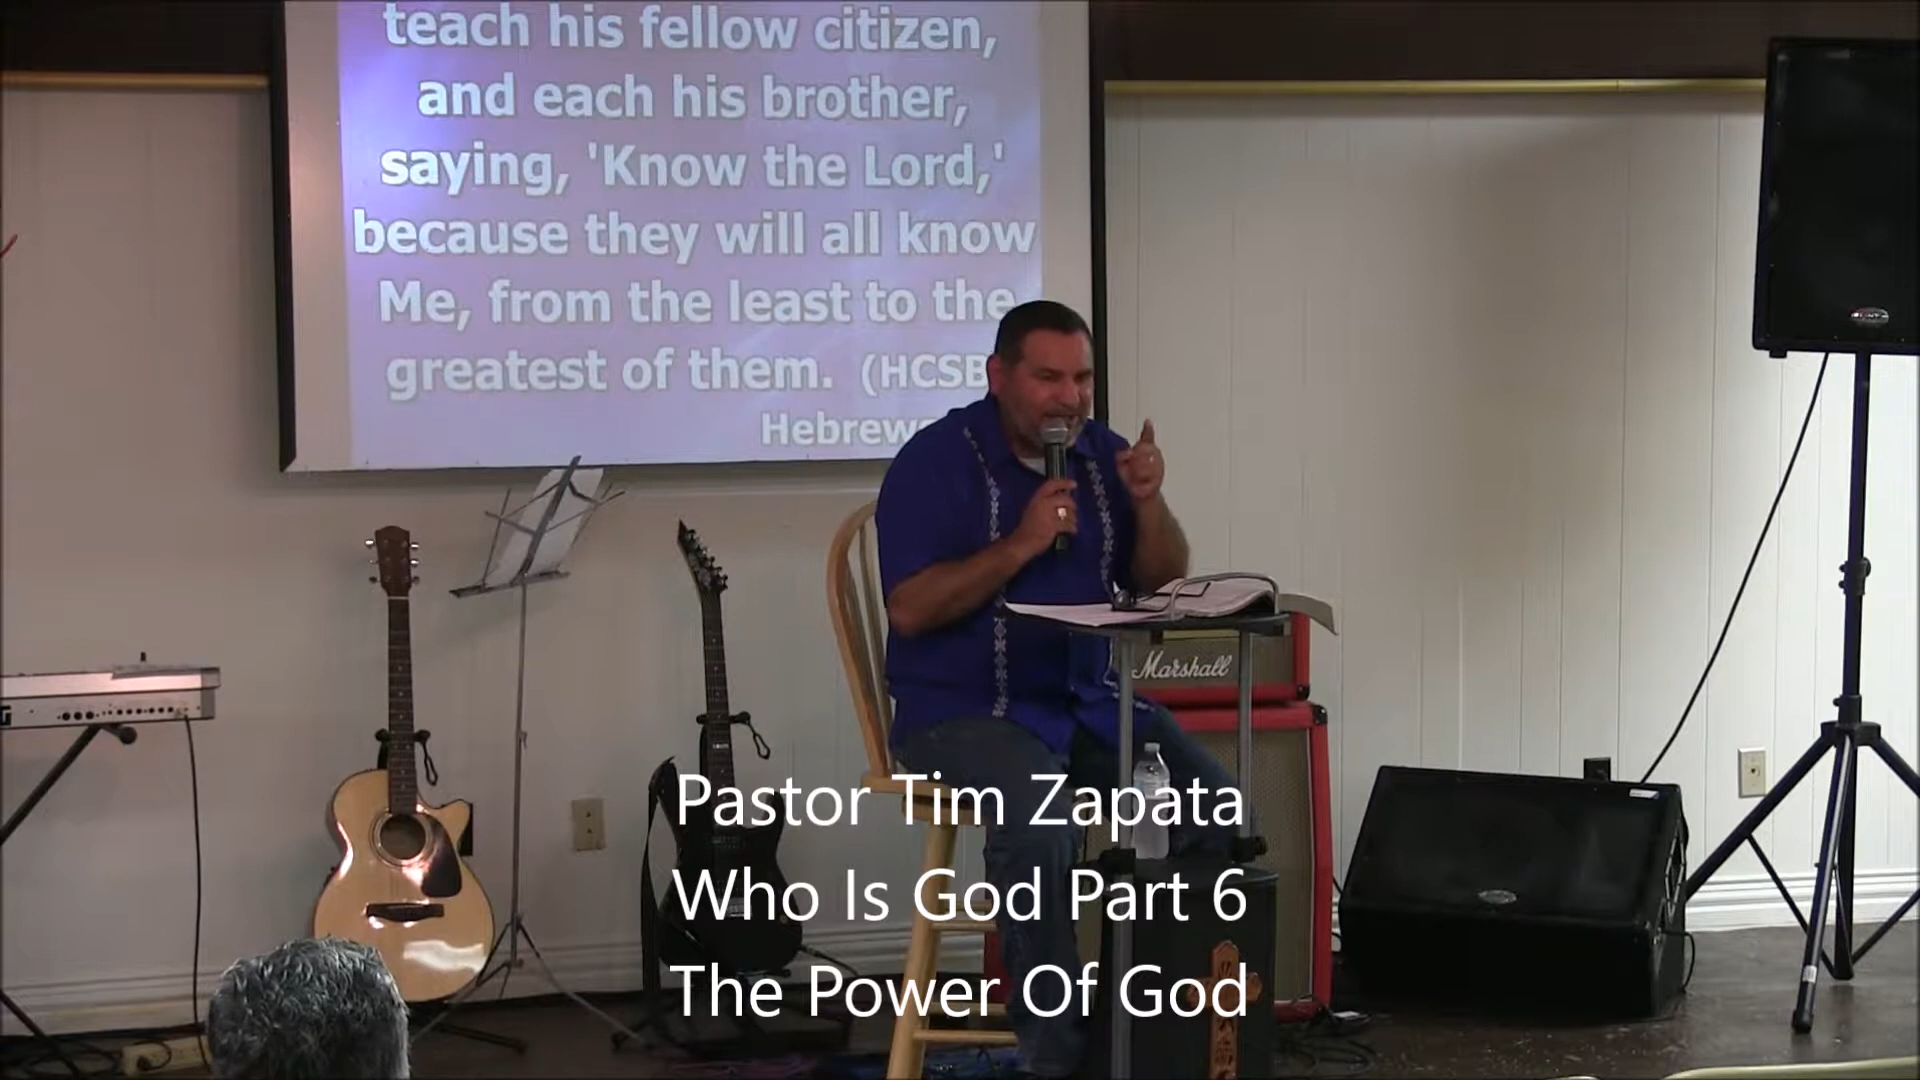 teach his fellow citizen,
and each his brother,
saying, 'Know the Lord,'
because they will all know
Me, from the least to the
greatest of them. (HCSB
Marshall
Pastor Tim Zapata
Who Is God Part 6
The Power Of God